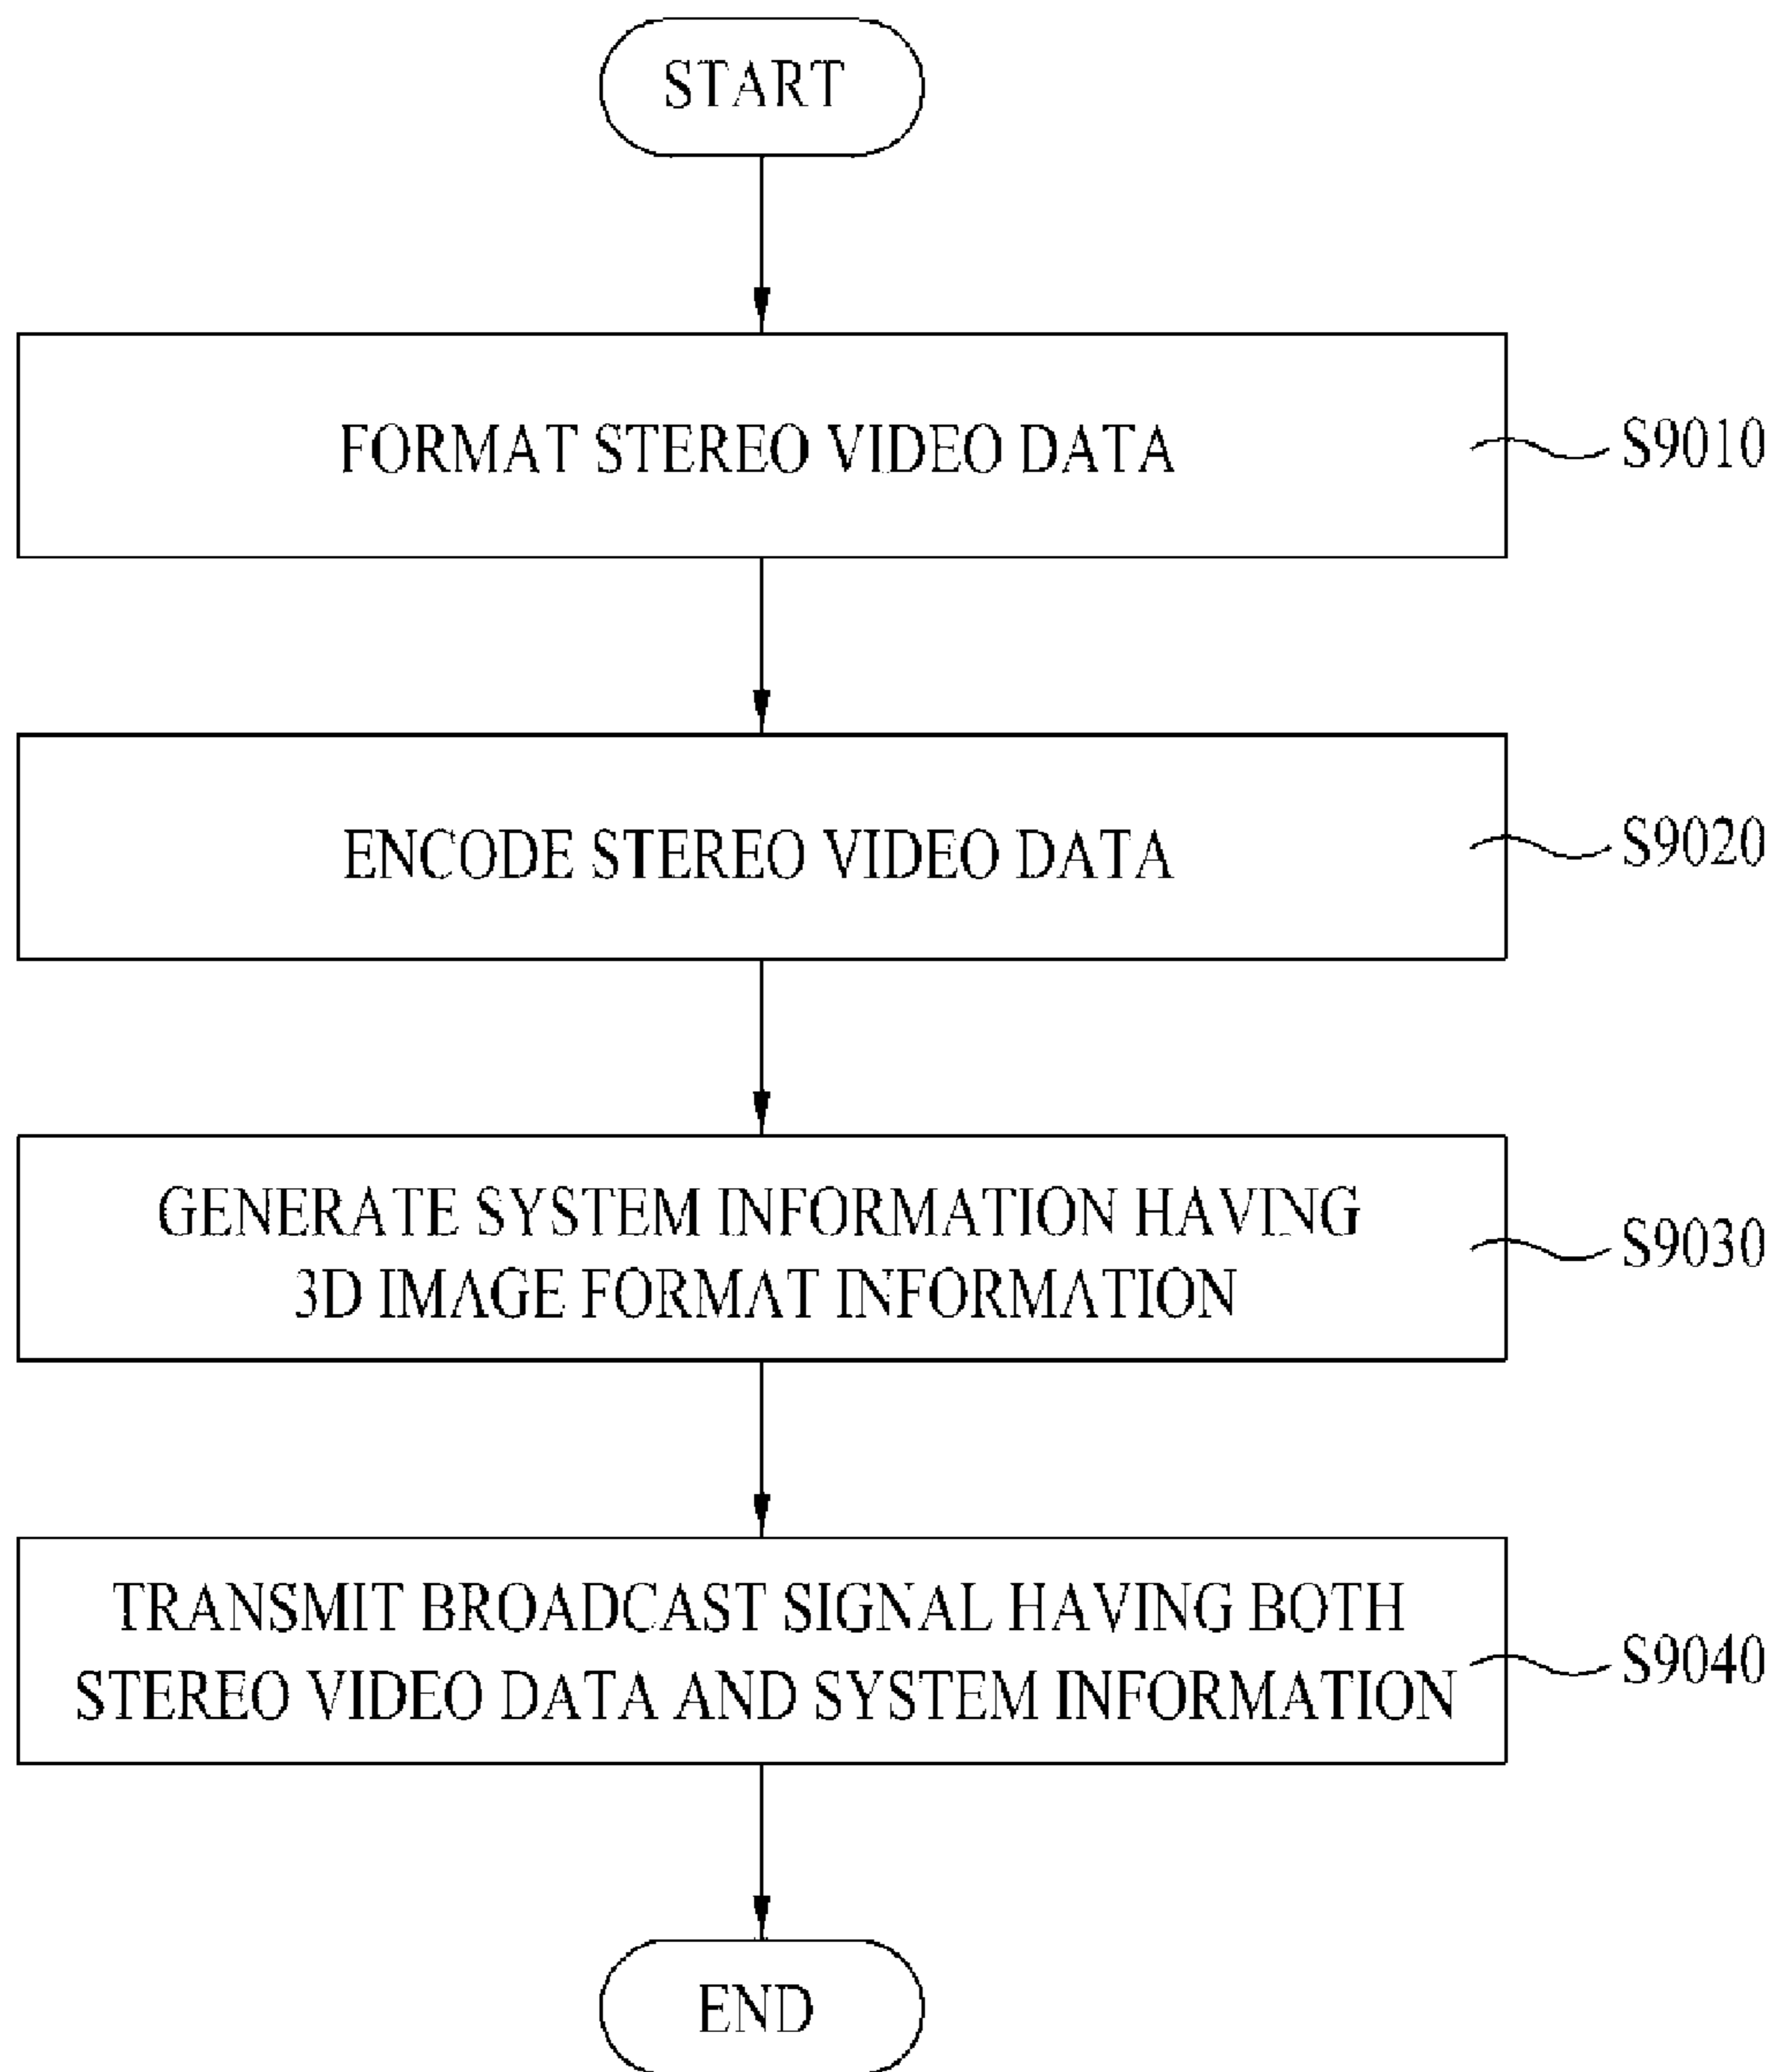 START
FORMAT STEREO VIDEO DATA
S9010
ENCODE STEREO VIDEO DATA
S9020
GENERATE SYSTEM INFORMATION HAVING
3D IMAGE FORMAT INFORMATION
S9030
TRANSMIT BROADCAST SIGNAL HAVING BOTH
STEREO VIDEO DATA AND SYSTEM INFORMATION
S9040
END